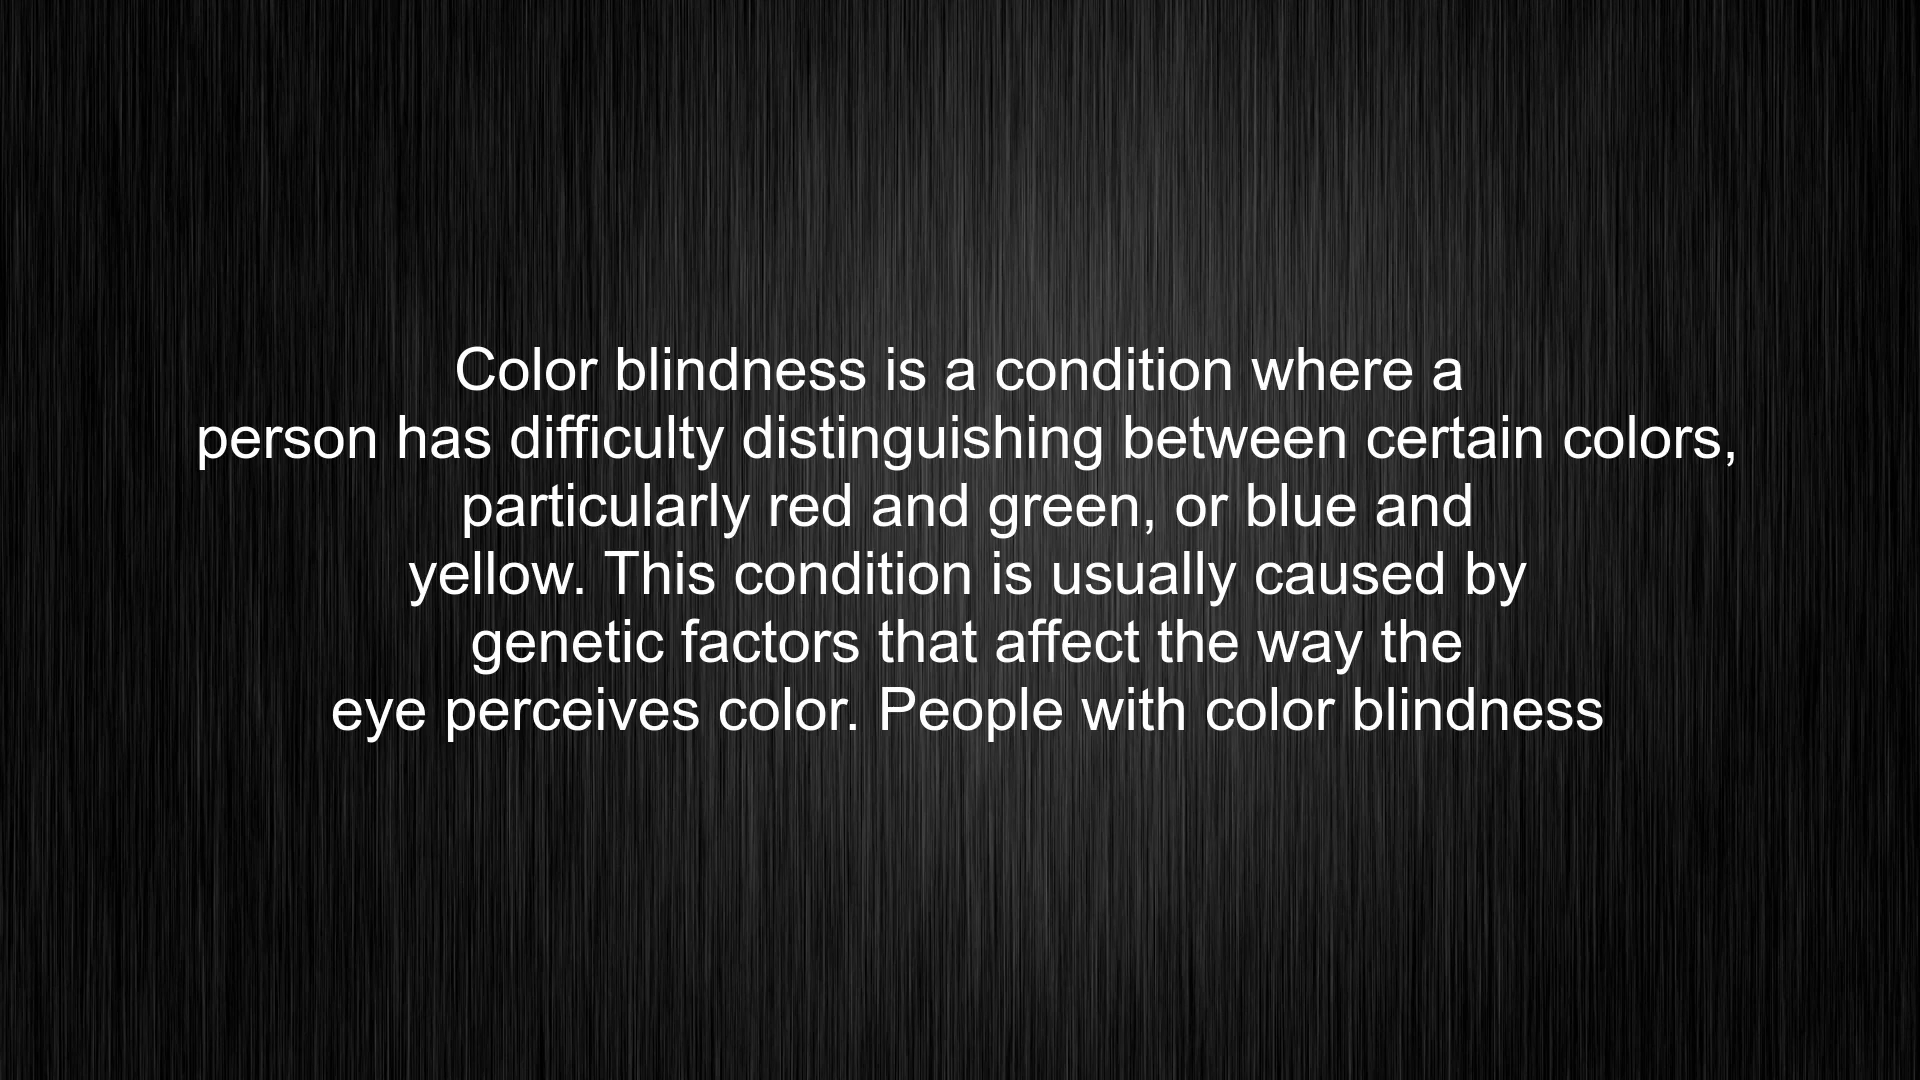 Color blindness is a condition where a
person has difficulty distinguishing between certain colors,
particularly red and green, or blue and
yellow. This condition is usually caused by
genetic factors that affect the way the
eye perceives color. People with color blindness